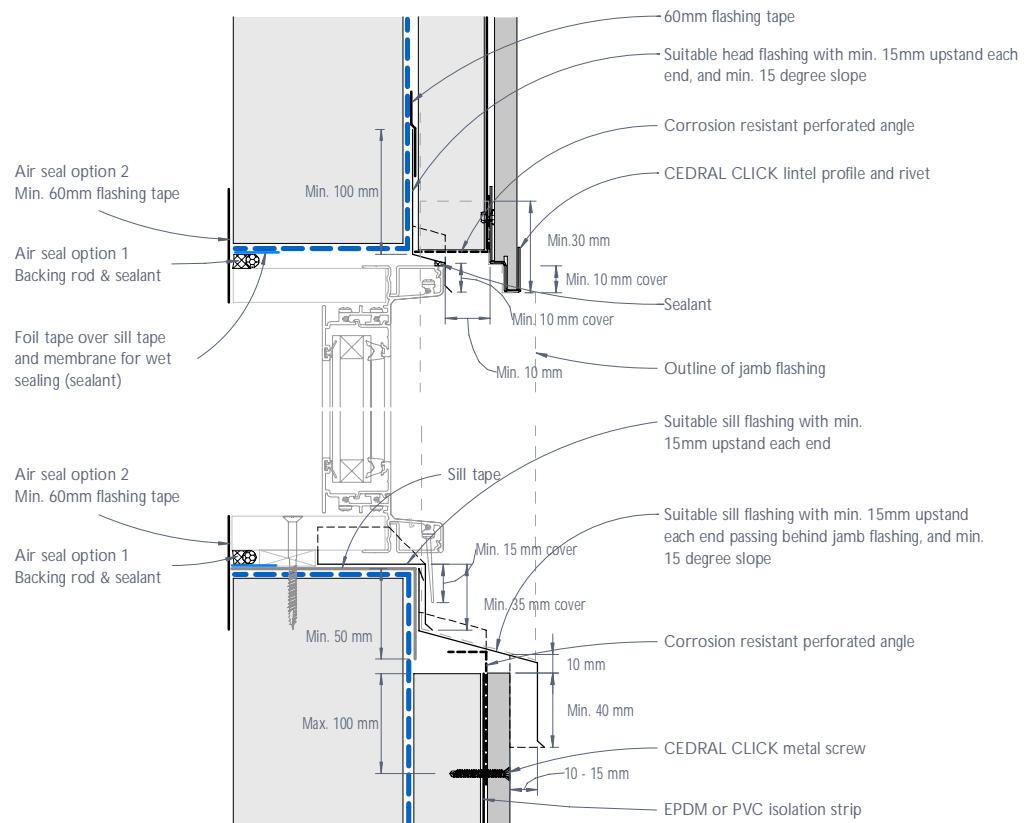 60mm flashing tape
Suitable head flashing with min. 15mm upstand each
end, and min. 15 degree slope
Corrosion resistant perforated angle
CEDRAL CLICK lintel profile and rivet
Air seal option 2
Min. 60mm flashing tape
Min. 100 mm
Air seal option 1
Backing rod & sealant
Min.30 mm
Min. 10 mm cover
Sealant
Min. 10 mm cover
Foil tape over sill tape
and membrane for wet
sealing (sealant)
Min. 10 mm
Outline of jamb flashing
Suitable sill flashing with min.
15mm upstand each end
Air seal option 2
Min. 60mm flashing tape
Sill tape
Suitable sill flashing with min. 15mm upstand
each end passing behind jamb flashing, and min.
15 degree slope
Air seal option 1
Backing rod & sealant
Min. 15 mm cover
Min. 35 mm cover
Min. 50 mm
Corrosion resistant perforated angle
10 mm
Max. 100 mm
Min. 40 mm
CEDRAL CLICK metal screw
10 - 15 mm
EPDM or PVC isolation strip